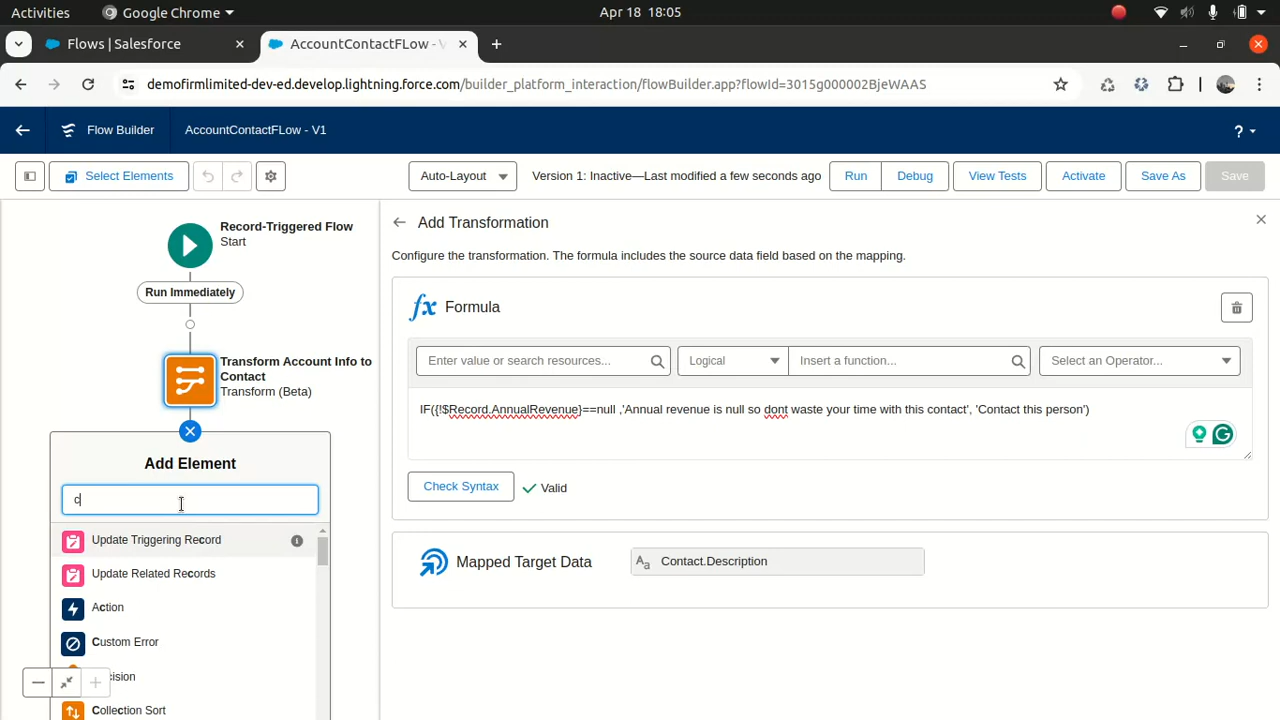 Activities
Google Chrome
Apr 18 18:05
Flows | Salesforce
AccountContactFLow - V
demofirmlimited-dev-ed.develop.lightning.force.com/builder_platform_interaction/flowBuilder.app?flowId=3015g000002BjeWAAS
Flow Builder
AccountContactFLow - V1
?
Select Elements
Auto-Layout
Version 1: Inactive—Last modified a few seconds ago
Run
Debug
View Tests
Activate
Save As
Save
Record-Triggered Flow
Start
Run Immediately
Transform Account Info to
Contact
Transform (Beta)
Add Element
c
Update Triggering Record
Update Related Records
Action
Custom Error
cision
Collection Sort
Add Transformation
Configure the transformation. The formula includes the source data field based on the mapping.
fx Formula
Enter value or search resources...
Logical
Insert a function...
Select an Operator...
IF({!$Record.AnnualRevenue}==null ,'Annual revenue is null so dont waste your time with this contact', 'Contact this person')
Check Syntax
Valid
Mapped Target Data
Aa Contact.Description